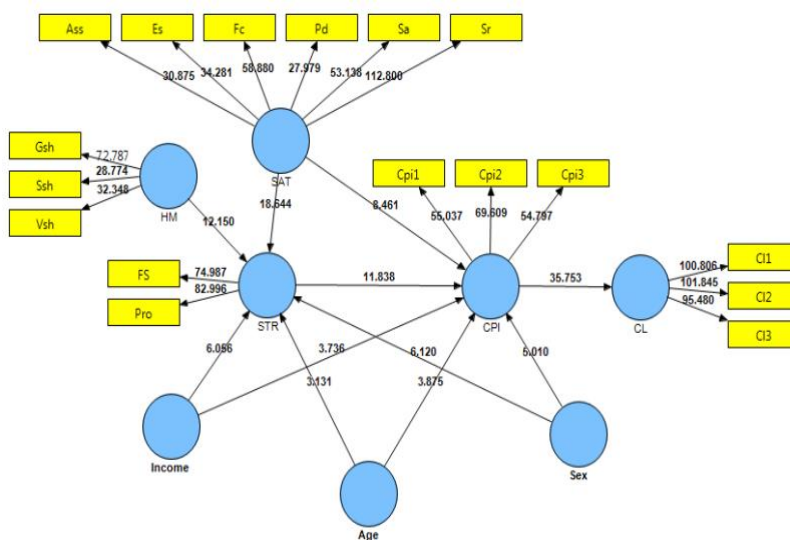 Ass Es Fc Pd Sa Sr
30.875 34.281 58.880 27.979 53.138 112.800
SAT
Gsh
Ssh
Vsh
72.787
28.774
32.348
HM
12.150
18.644
8.461
Cpi1 Cpi2 Cpi3
55.037 69.609 54.797
FS
Pro
74.987
82.996
STR
11.838
CPI
35.753
CL
100.806
101.845
95.480
Cl1
Cl2
Cl3
6.056
3.736
6.120
5.010
3.131
3.875
Income
Age
Sex